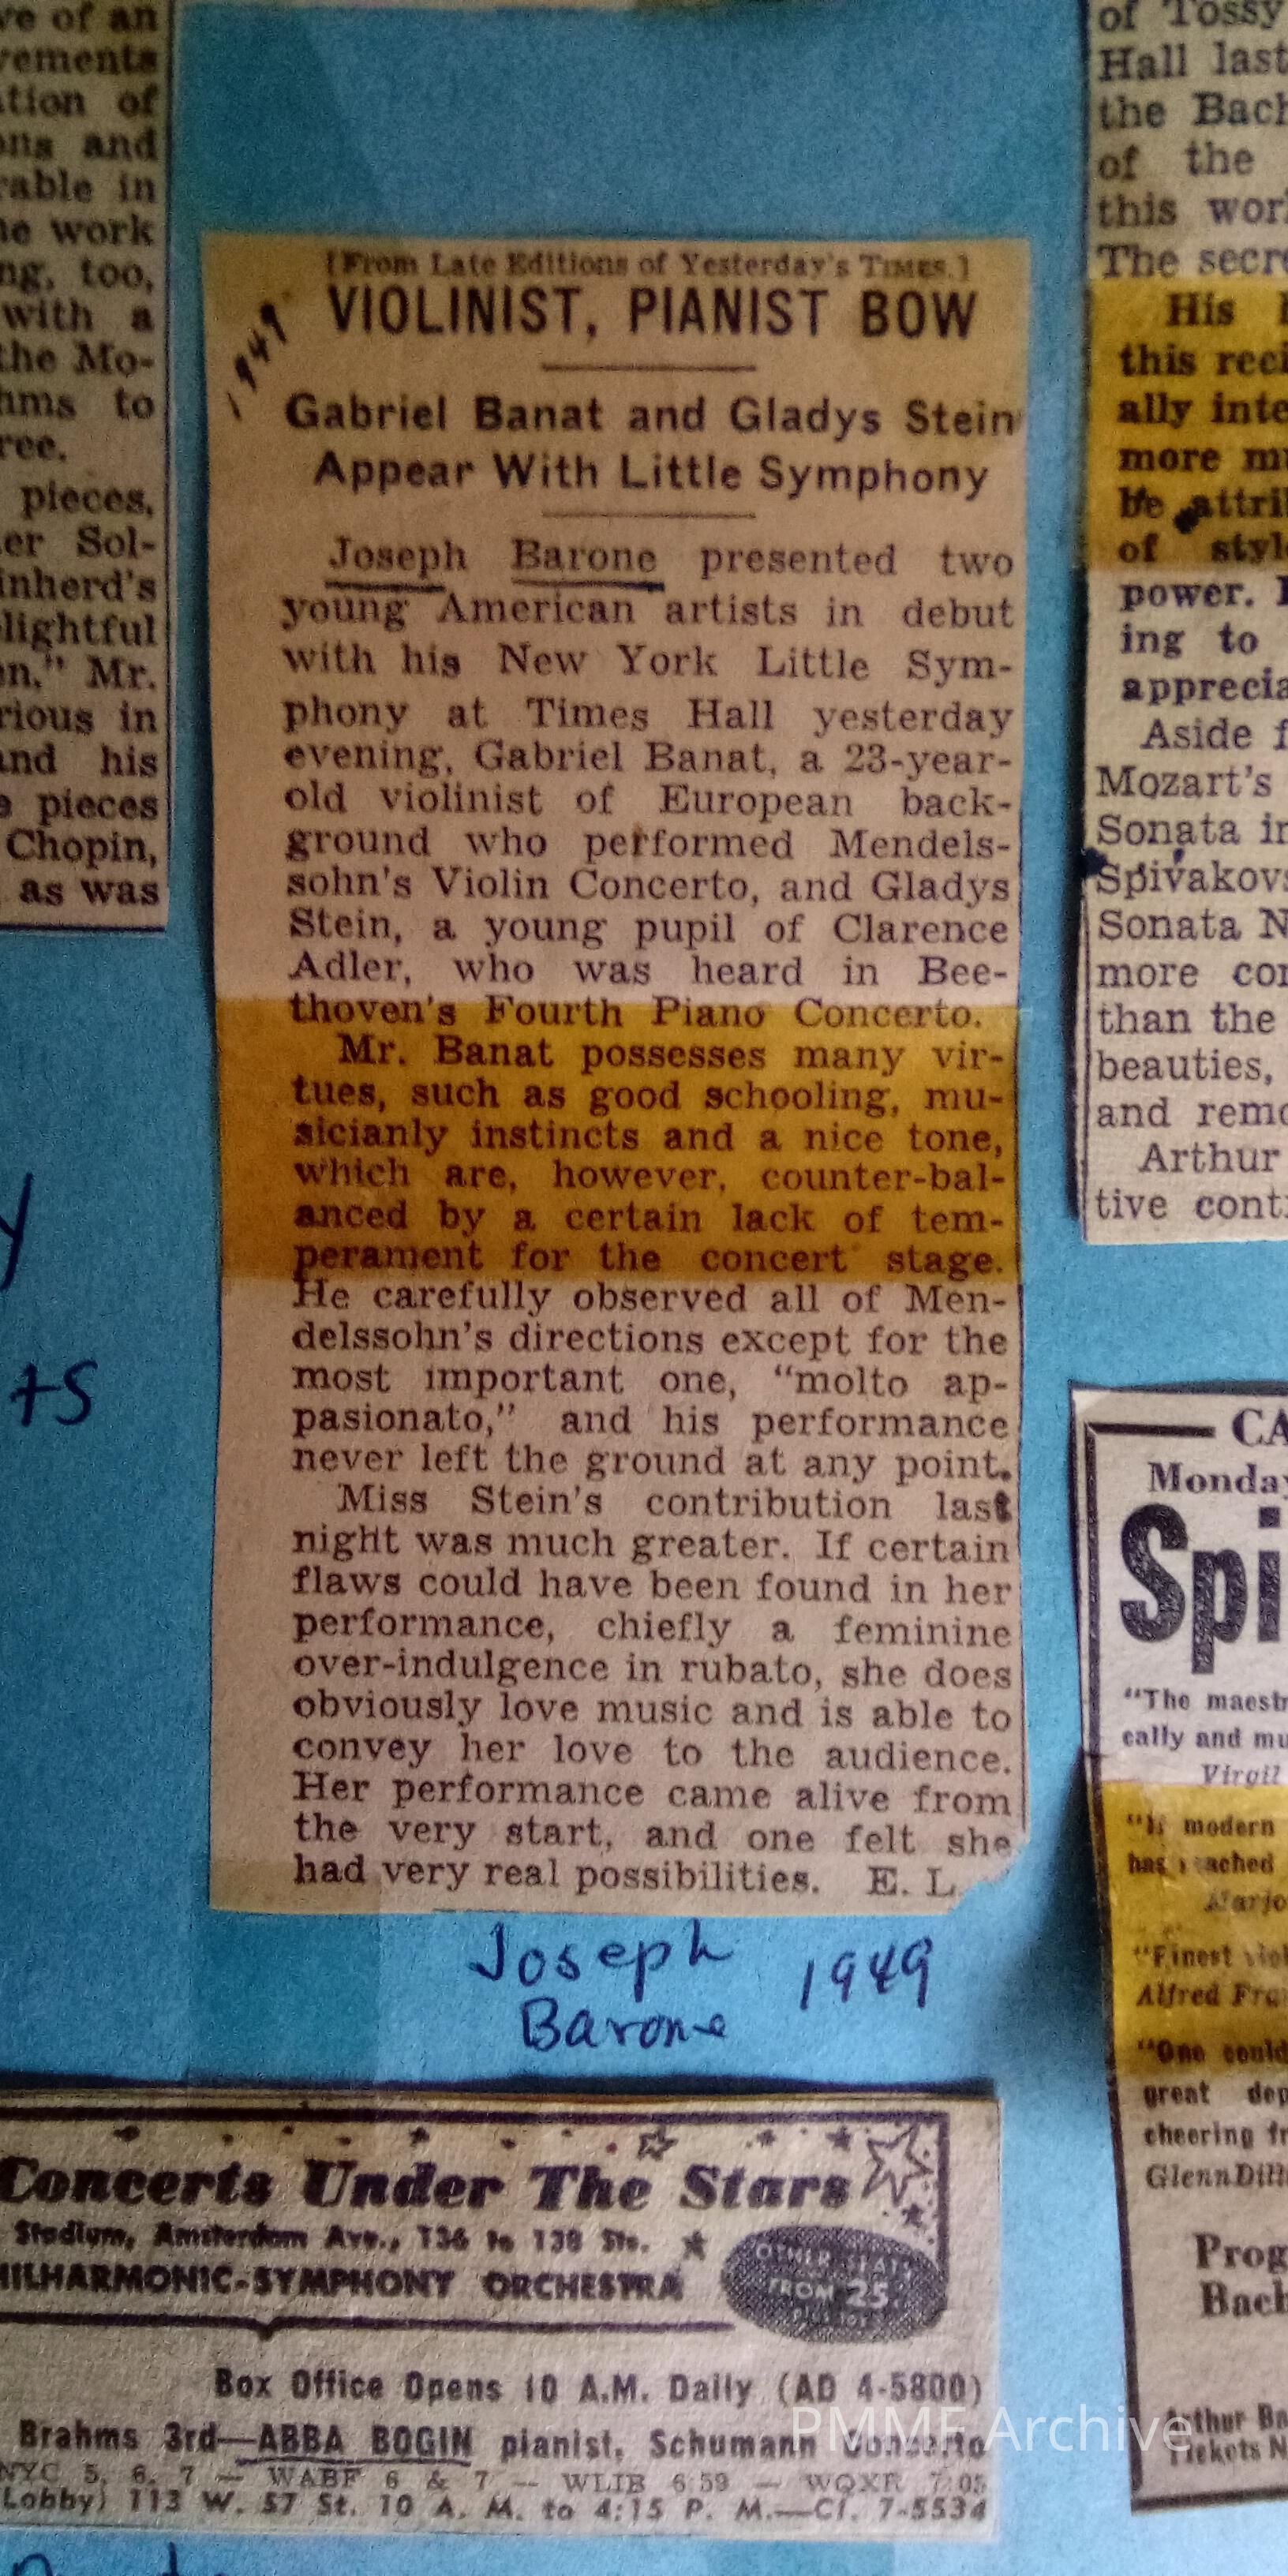 ve of an
vements
ation of
ons and
rable in
he work
ng, too,
with a
the Mo-
hms to
ree.
pieces,
er Sol-
inherd's
lightful
en." Mr.
rious in
and his
e pieces
Chopin,
as was
y
ts
[From Late Editions of Yesterday's TIMES.]
1949
VIOLINIST, PIANIST BOW
Gabriel Banat and Gladys Stein
Appear With Little Symphony
Joseph Barone presented two
young American artists in debut
with his New York Little Sym-
phony at Times Hall yesterday
evening, Gabriel Banat, a 23-year-
old violinist of European back-
ground who performed Mendels-
sohn's Violin Concerto, and Gladys
Stein, a young pupil of Clarence
Adler, who was heard in Bee-
thoven's Fourth Piano Concerto.
Mr. Banat possesses many vir-
tues, such as good schooling, mu-
sicianly instincts and a nice tone,
which are, however, counter-bal-
anced by a certain lack of tem-
perament for the concert stage.
He carefully observed all of Men-
delssohn's directions except for the
most important one, "molto ap-
pasionato," and his performance
never left the ground at any point.
Miss Stein's contribution last
night was much greater. If certain
flaws could have been found in her
performance, chiefly a feminine
over-indulgence in rubato, she does
obviously love music and is able to
convey her love to the audience.
Her performance came alive from
the very start, and one felt she
had very real possibilities. E. L.
Joseph 1949
Barone
of Tossy
Hall last
the Bach
of the
this wor
The secre
His
this reci
ally inte
more mu
be attri
of styl
power.
ing to
apprecia
Aside f
Mozart's
Sonata in
Spivakovs
Sonata N
more con
than the
beauties,
and remo
Arthur
tive cont
CA
Monday
Spi
"The maestr
cally and mu
Virgil
modern
has
Marjo
"Finest viol
Alfred Fra
"One could
great dep
cheering fr
Glenn Dill
Prog
Bach
Arthur Ba
Tickets N
Concerts Under The Stars
Stadium, Amsterdam Ave., 136 to 138 Sts.
HILHARMONIC-SYMPHONY ORCHESTRA
OTHER SEATS
FROM 25
Box Office Opens 10 A.M. Daily (AD 4-5800)
Brahms 3rd—ABBA BOGIN pianist, Schumann Concerto
NYC 5, 6, 7 — WABF 6 & 7 — WLIB 6:59 — WQXR 7:05
(Lobby) 113 W. 57 St. 10 A. M. to 4:15 P. M.—CI. 7-5534
PMMF Archive